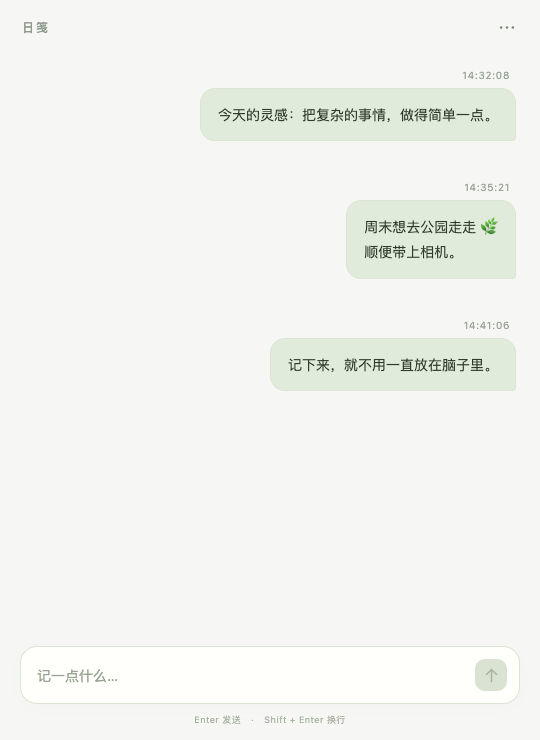 日笺
14:32:08
今天的灵感：把复杂的事情，做得简单一点。
14:35:21
周末想去公园走走 🌿
顺便带上相机。
14:41:06
记下来，就不用一直放在脑子里。
记一点什么...
Enter 发送 · Shift + Enter 换行